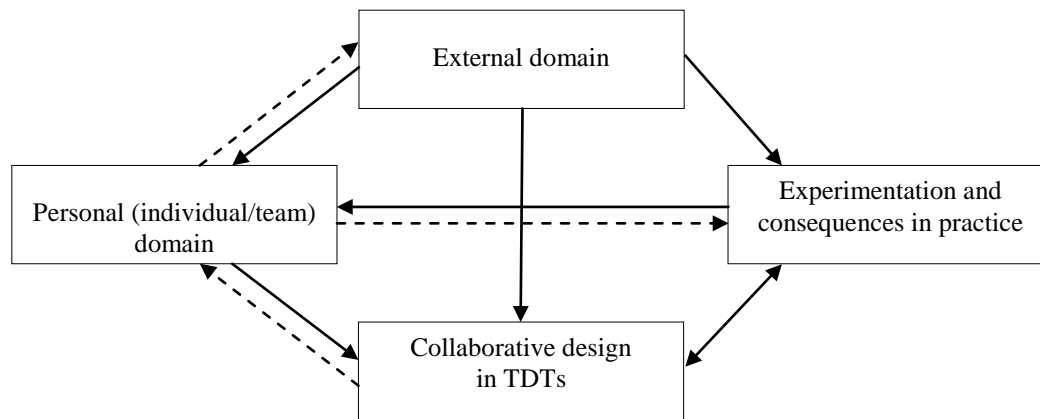 External domain
Personal (individual/team)
domain
Experimentation and
consequences in practice
Collaborative design
in TDTs